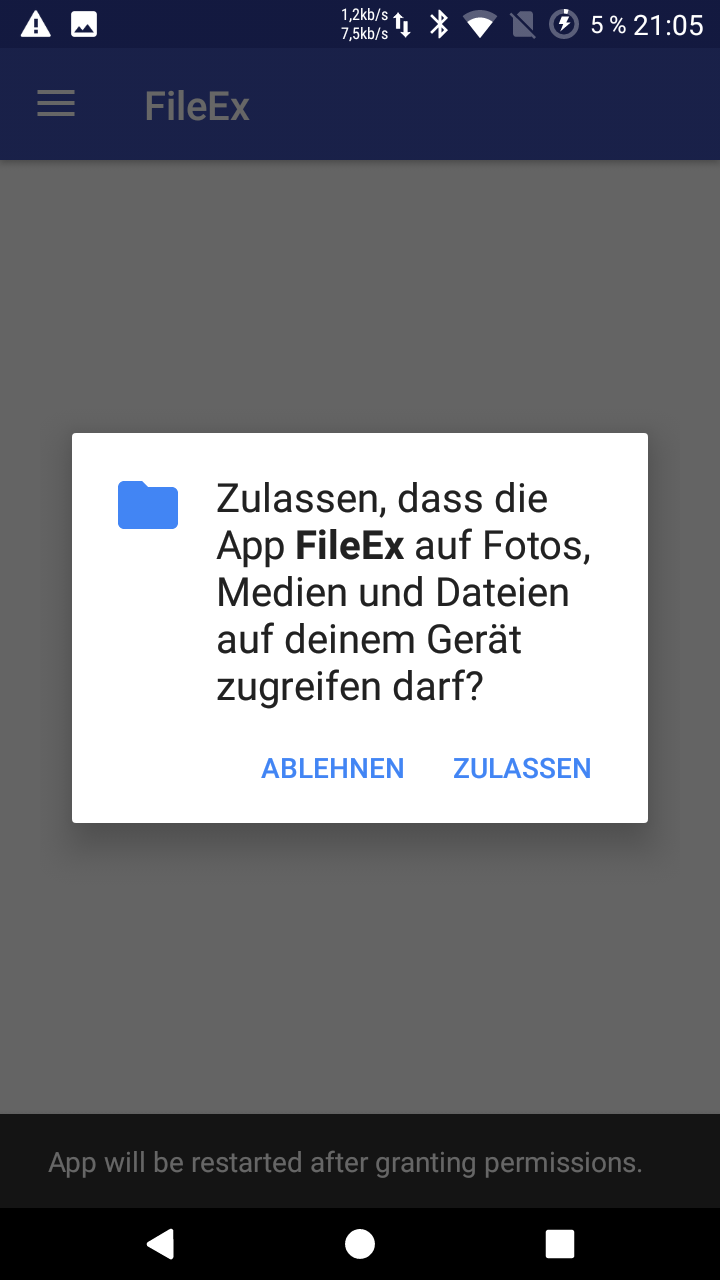 1,2kb/s
7,5kb/s
5 % 21:05
FileEx
Zulassen, dass die
App FileEx auf Fotos,
Medien und Dateien
auf deinem Gerät
zugreifen darf?
ABLEHNEN ZULASSEN
App will be restarted after granting permissions.